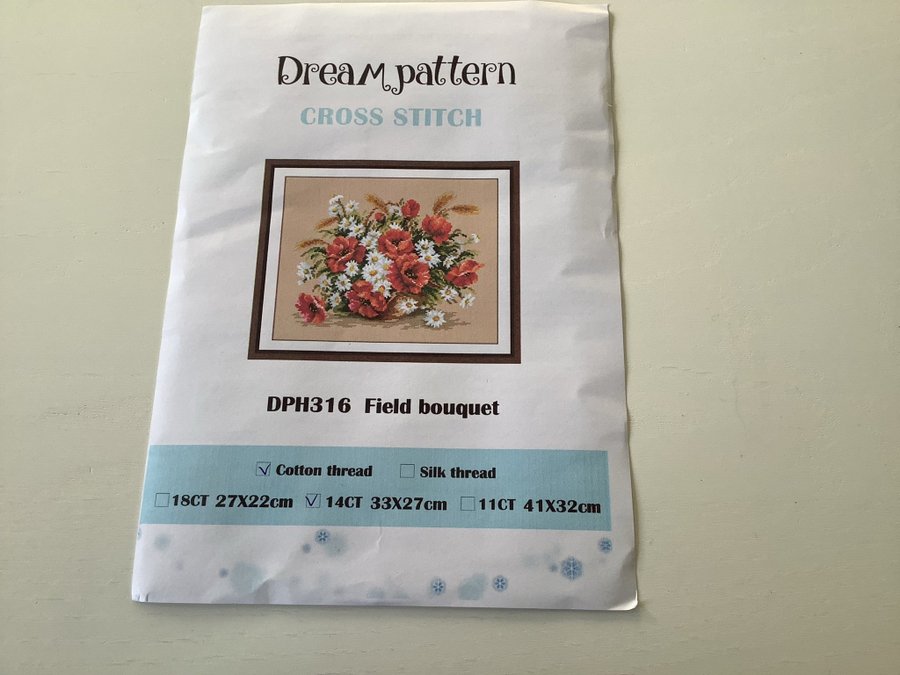 Dream pattern
CROSS STITCH
DPH316 Field bouquet
Cotton thread Silk thread
18CT 27X22cm 14CT 33X27cm 11CT 41X32cm